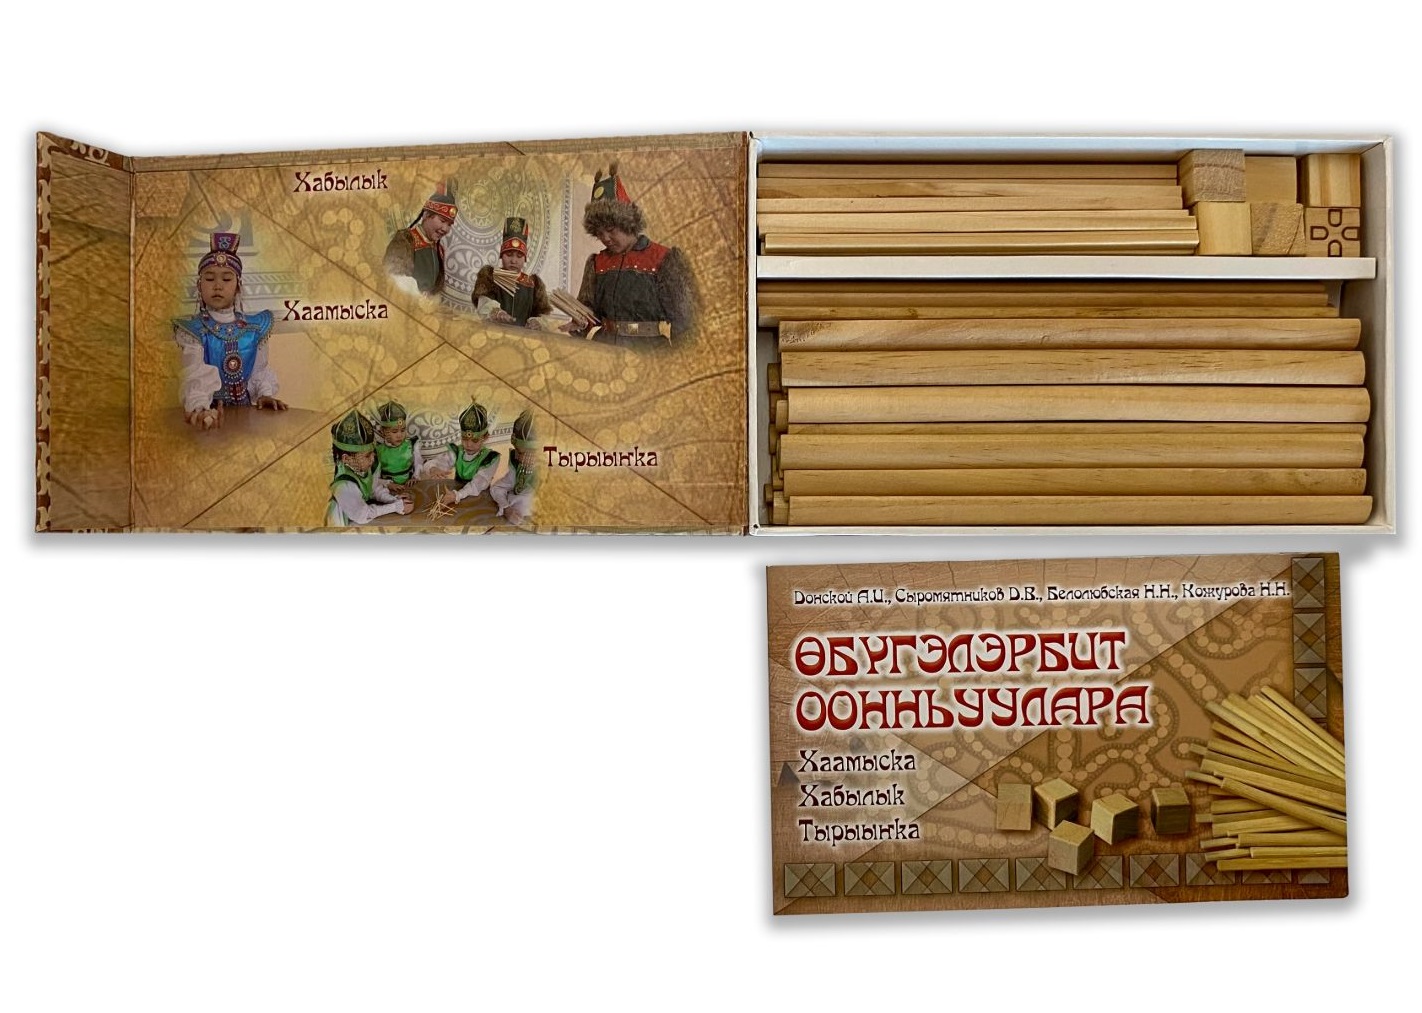 Хабылык
Хаамыска
Тырыыҥка
Донской А.И., Сыромятников Д.В., Белолюбская Н.Н., Кожурова Н.Н.
ӨБҮГЭЛЭРБИТ
ООННЬУУЛАРА
Хаамыска
Хабылык
Тырыыҥка